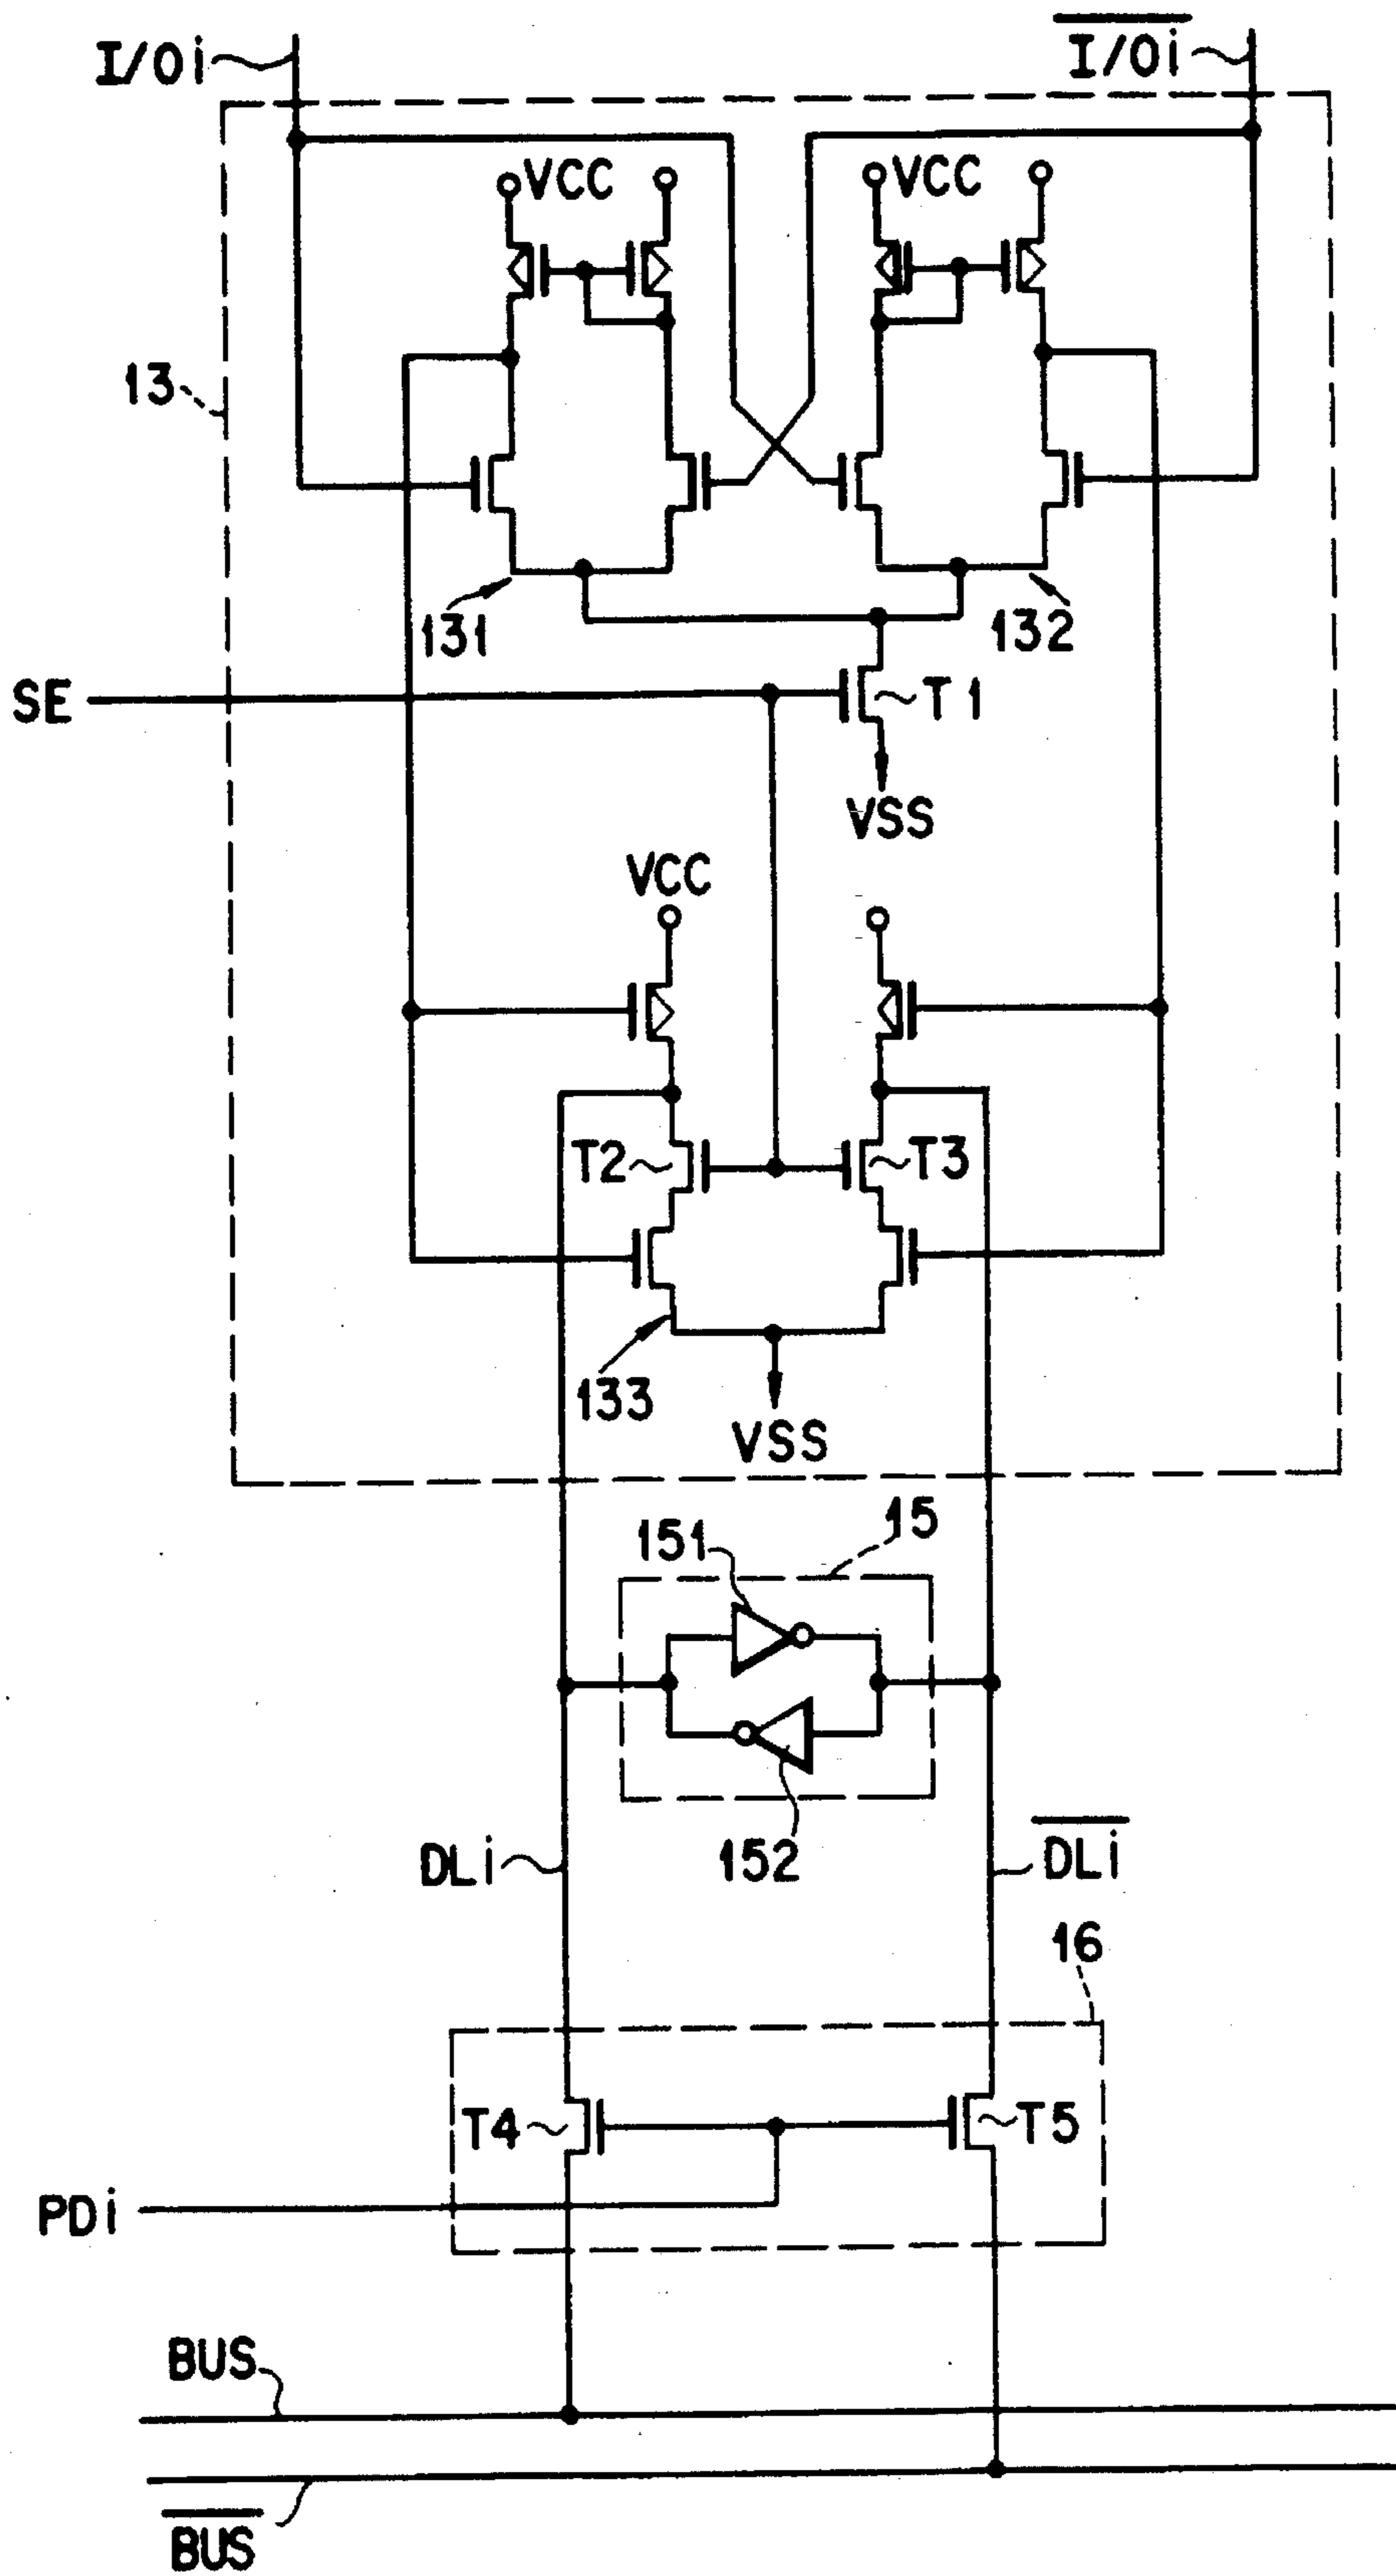 I/Oi
I/Oi
VCC
VCC
13
131
132
SE
T1
VSS
VCC
T2
T3
133
VSS
15
151
152
DLi
DLi
16
T4
T5
PDi
BUS
BUS